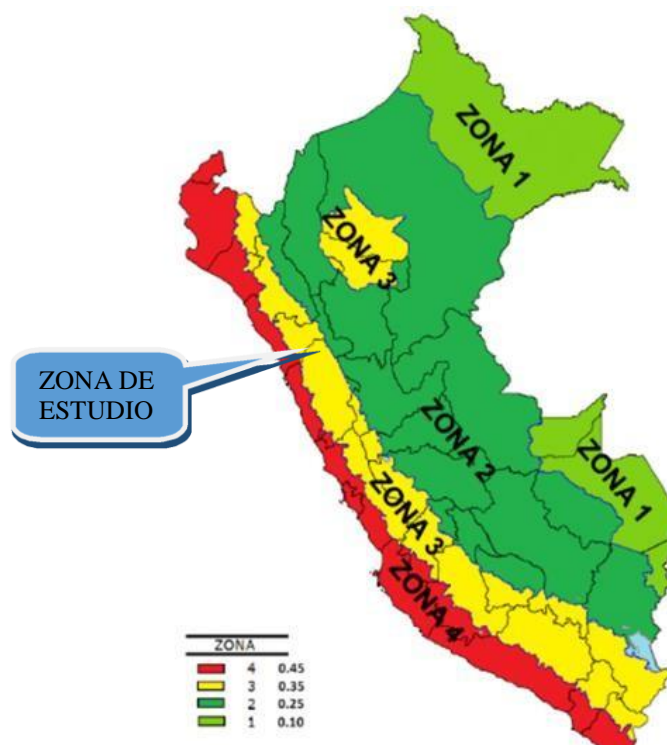 ZONA 1
ZONA 3
ZONA DE
ESTUDIO
ZONA 2
ZONA 1
ZONA 3
ZONA 4
ZONA
4 0.45
3 0.35
2 0.25
1 0.10